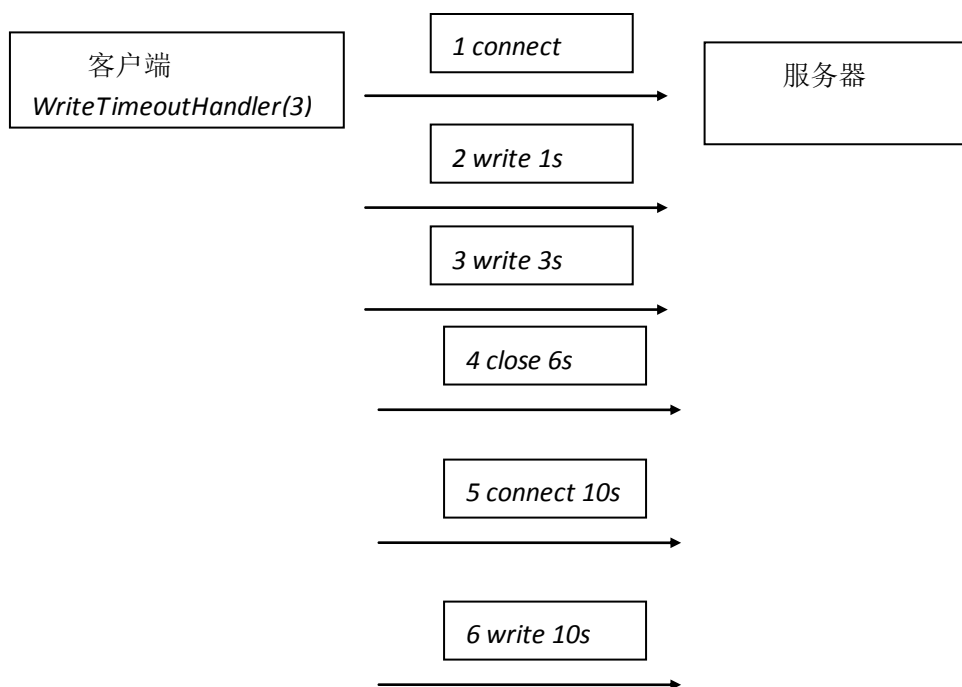 客户端
WriteTimeoutHandler(3)
1 connect
服务器
2 write 1s
3 write 3s
4 close 6s
5 connect 10s
6 write 10s